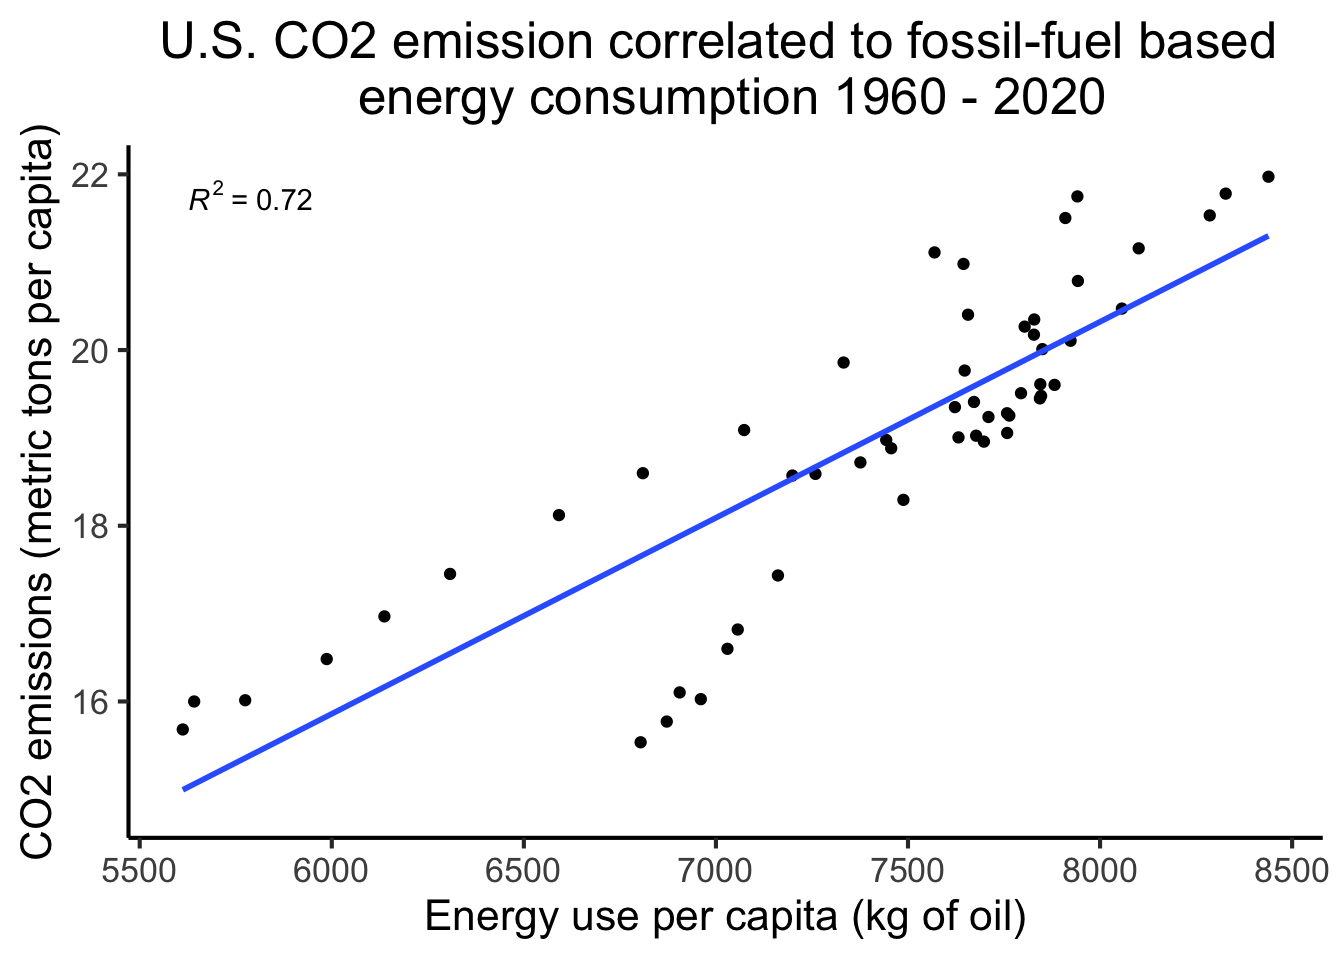 U.S. CO2 emission correlated to fossil-fuel based
energy consumption 1960 - 2020
CO2 emissions (metric tons per capita)
22
20
18
16
R² = 0.72
5500 6000 6500 7000 7500 8000 8500
Energy use per capita (kg of oil)